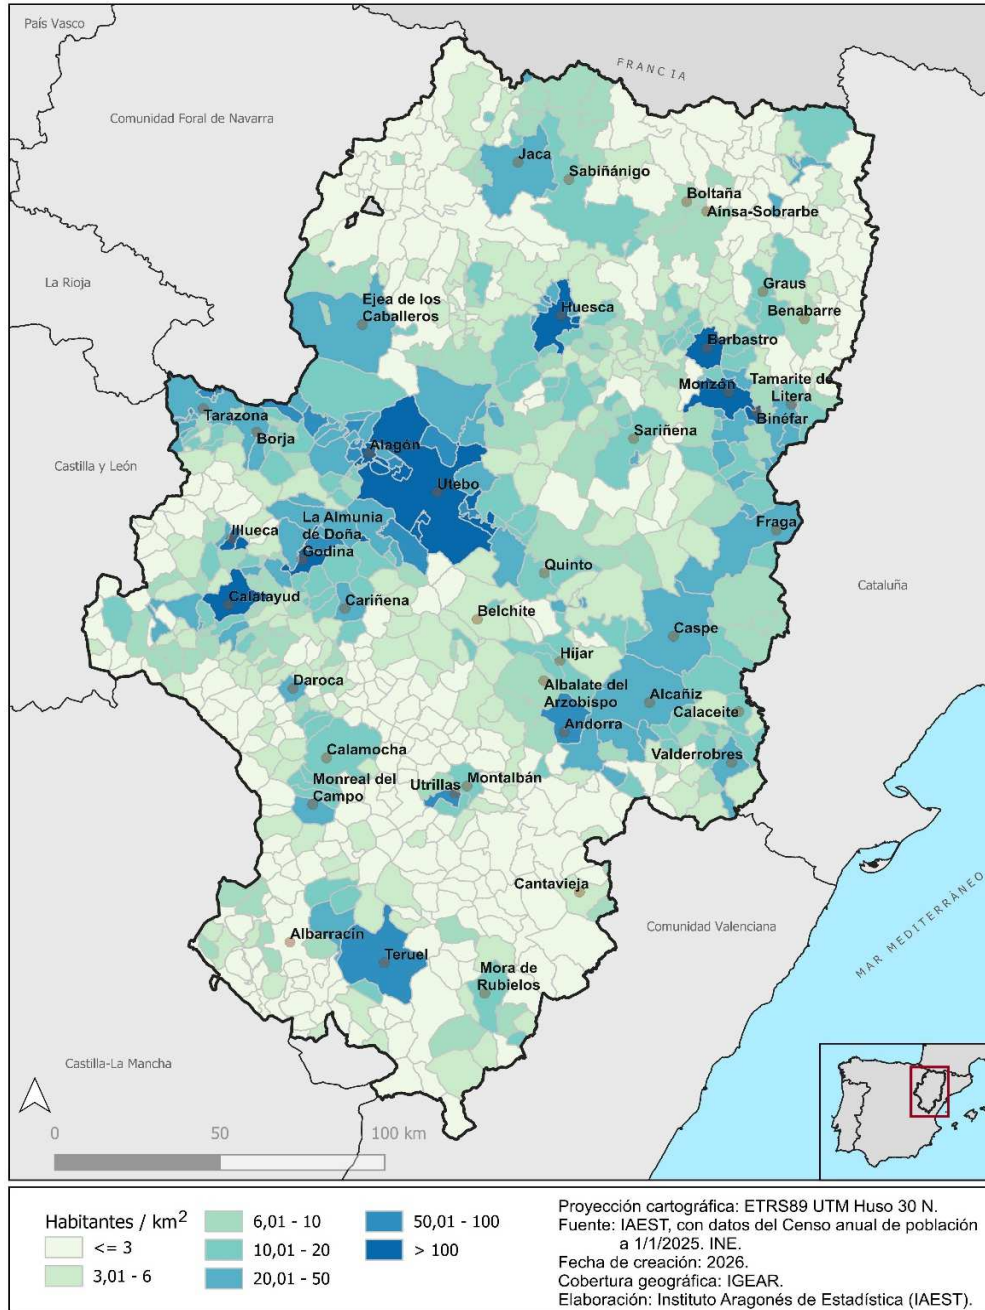 País Vasco
FRANCIA
Comunidad Foral de Navarra
Jaca
Sabiñánigo
Boltaña
Aínsa-Sobrarbe
La Rioja
Graus
Ejea de los
Caballeros
Huesca
Benabarre
Barbastro
Monzón
Tamarite de
Litera
Tarazona
Binéfar
Borja
Sariñena
Alagón
Castilla y León
Utebo
Illueca
La Almunia
de Doña
Godina
Fraga
Quinto
Cataluña
Calatayud
Cariñena
Belchite
Caspe
Híjar
Daroca
Albalate del
Arzobispo
Alcañiz
Calaceite
Andorra
Calamocha
Valderrobres
Monreal del
Campo
Utrillas
Montalbán
Cantavieja
Comunidad Valenciana
MAR MEDITERRÁNEO
Albarracín
Teruel
Mora de
Rubielos
Castilla-La Mancha
0 50 100 km
Habitantes / km²
<= 3
3,01 - 6
6,01 - 10
10,01 - 20
20,01 - 50
50,01 - 100
> 100
Proyección cartográfica: ETRS89 UTM Huso 30 N.
Fuente: IAEST, con datos del Censo anual de población
a 1/1/2025. INE.
Fecha de creación: 2026.
Cobertura geográfica: IGEAR.
Elaboración: Instituto Aragonés de Estadística (IAEST).